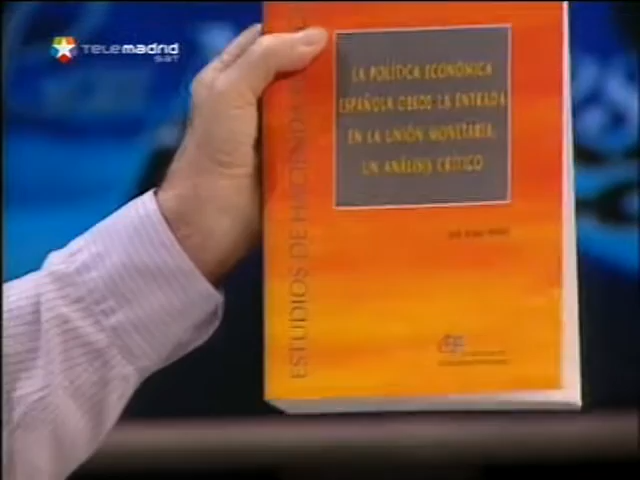 TELEMADRID
SAT
LA POLÍTICA ECONÓMICA
ESPAÑOLA DESDE LA ENTRADA
EN LA UNIÓN MONETARIA:
UN ANÁLISIS CRÍTICO
ESTUDIOS DE HACIENDA